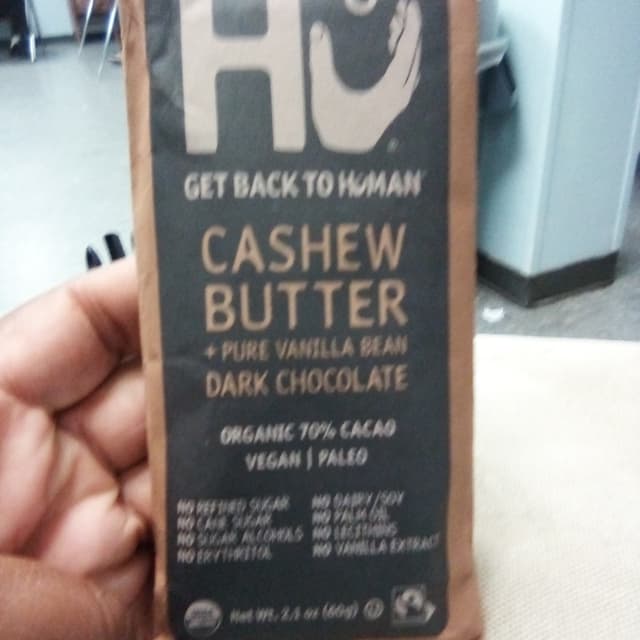 HU
GET BACK TO HUMAN
CASHEW
BUTTER
+ PURE VANILLA BEAN
DARK CHOCOLATE
ORGANIC 70% CACAO
VEGAN | PALEO
NO REFINED SUGAR
NO CANE SUGAR
NO SUGAR ALCOHOLS
NO ERYTHRITOL
NO DAIRY/SOY
NO PALM OIL
NO LECITHINS
NO VANILLA EXTRACT
Net WT. 2.1 oz (60g)